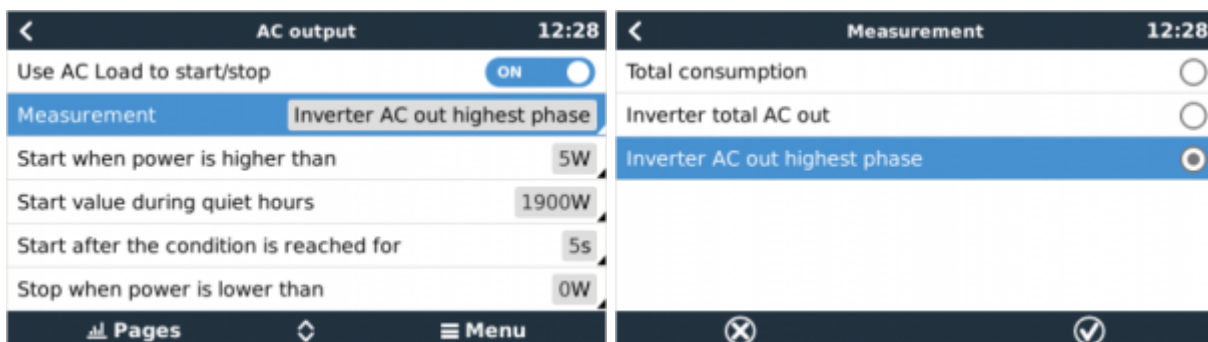 AC output 12:28
Use AC Load to start/stop ON
Measurement Inverter AC out highest phase
Start when power is higher than 5W
Start value during quiet hours 1900W
Start after the condition is reached for 5s
Stop when power is lower than 0W
Pages Menu
Measurement 12:28
Total consumption
Inverter total AC out
Inverter AC out highest phase